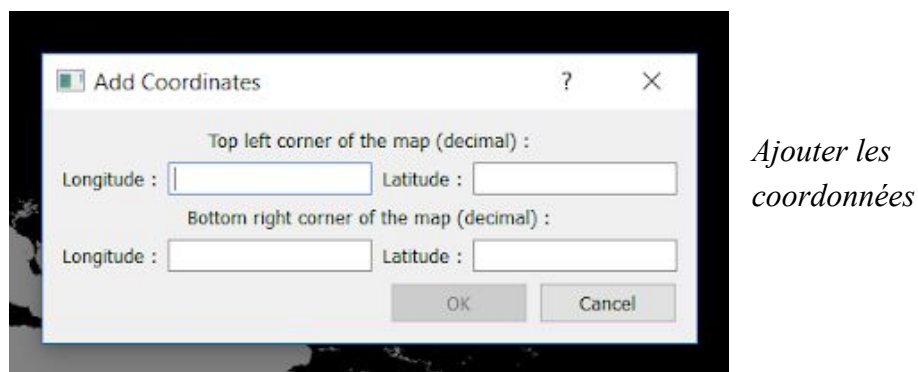 Add Coordinates ?
Top left corner of the map (decimal) :
Longitude : Latitude :
Bottom right corner of the map (decimal) :
Longitude : Latitude :
OK Cancel
Ajouter les
coordonnées